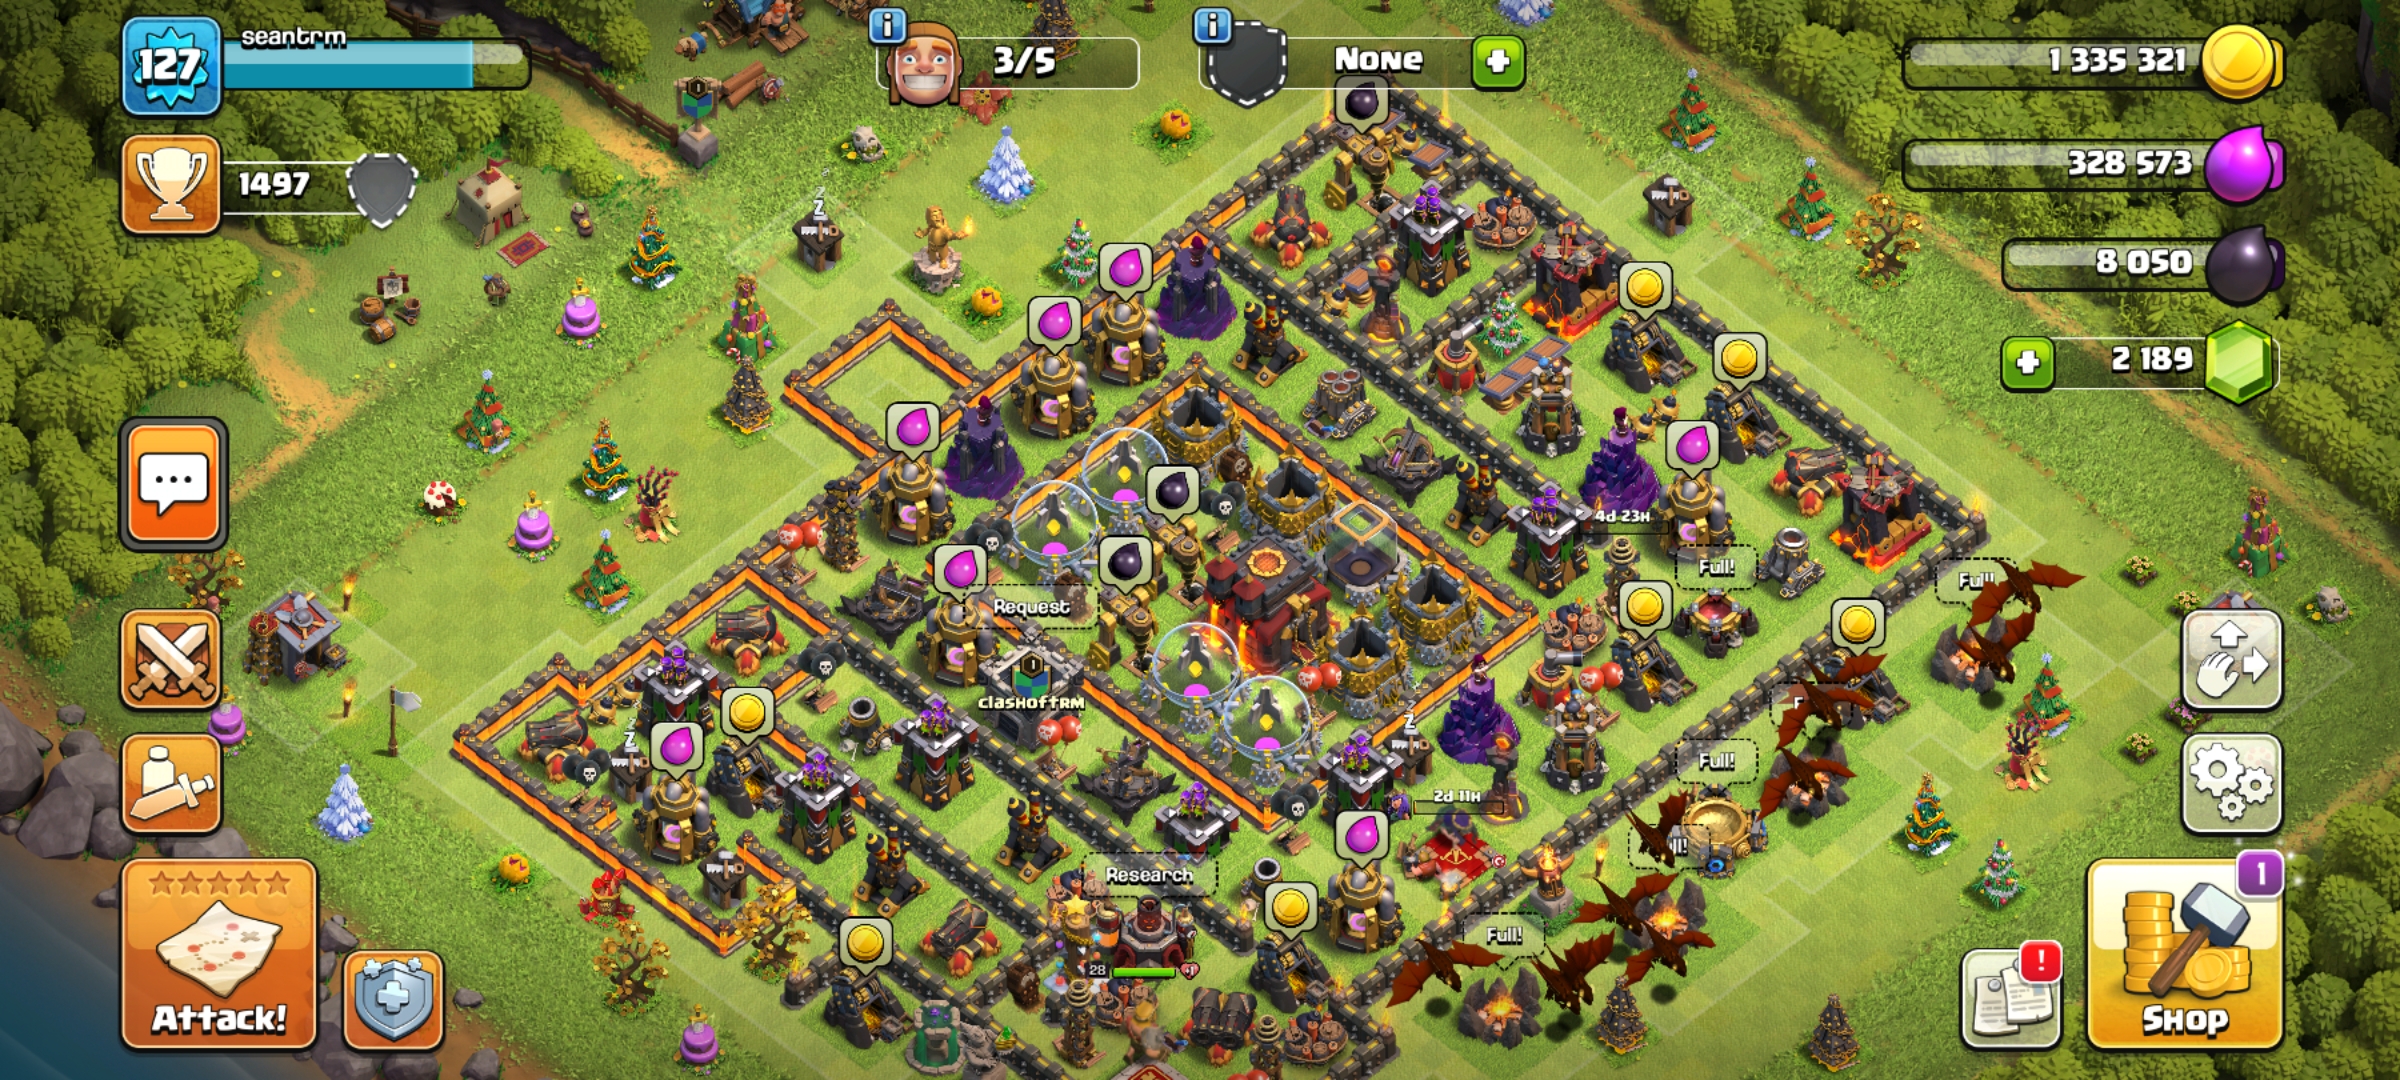 127
seantrm
3/5
None
1 335 321
1497
328 573
8 050
2 189
4d 23h
Full!
Full!
Request
clashoftrm
Full!
2d 11h
Research
Full!
28
+1
1
Attack!
Shop